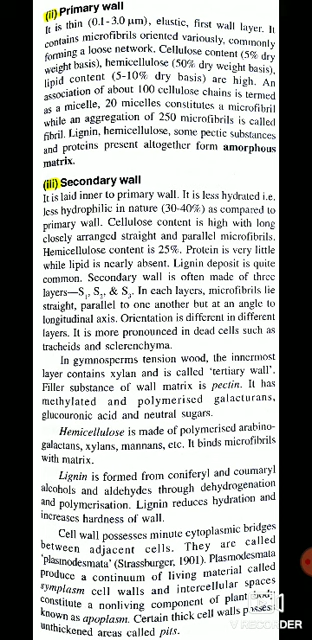 (ii) Primary wall
It is thin (0.1-3.0 μm), elastic, first wall layer. It
contains microfibrils oriented variously, commonly
forming a loose network. Cellulose content (5% dry
weight basis), hemicellulose (50% dry weight basis),
lipid content (5-10% dry basis) are high. An
association of about 100 cellulose chains is termed
as a micelle, 20 micelles constitutes a microfibril
while an aggregation of 250 microfibrils is called
fibril. Lignin, hemicellulose, some pectic substances
and proteins present altogether form amorphous
matrix.
(iii) Secondary wall
It is laid inner to primary wall. It is less hydrated i.e.
less hydrophilic in nature (30-40%) as compared to
primary wall. Cellulose content is high with long
closely arranged straight and parallel microfibrils.
Hemicellulose content is 25%. Protein is very little
while lipid is nearly absent. Lignin deposit is quite
common. Secondary wall is often made of three
layers—S1, S2, & S3. In each layers, microfibrils lie
straight, parallel to one another but at an angle to
longitudinal axis. Orientation is different in different
layers. It is more pronounced in dead cells such as
tracheids and sclerenchyma.
In gymnosperms tension wood, the innermost
layer contains xylan and is called 'tertiary wall'.
Filler substance of wall matrix is pectin. It has
methylated and polymerised galacturans,
glucouronic acid and neutral sugars.
Hemicellulose is made of polymerised arabino-
galactans, xylans, mannans, etc. It binds microfibrils
with matrix.
Lignin is formed from coniferyl and coumaryl
alcohols and aldehydes through dehydrogenation
and polymerisation. Lignin reduces hydration and
increases hardness of wall.
Cell wall possesses minute cytoplasmic bridges
between adjacent cells. They are called
'plasmodesmata' (Strassburger, 1901). Plasmodesmata
produce a continuum of living material called
symplasm cell walls and intercellular spaces
constitute a nonliving component of plant body
known as apoplasm. Certain thick cell walls possess
unthickened areas called pits.
RECORDER